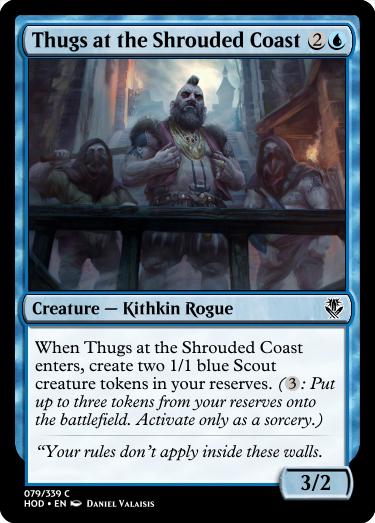 Thugs at the Shrouded Coast 2
Creature — Kithkin Rogue
When Thugs at the Shrouded Coast
enters, create two 1/1 blue Scout
creature tokens in your reserves. (3: Put
up to three tokens from your reserves onto
the battlefield. Activate only as a sorcery.)
“Your rules don’t apply inside these walls.
3/2
079/339 C
HOD • EN Daniel Valaisis